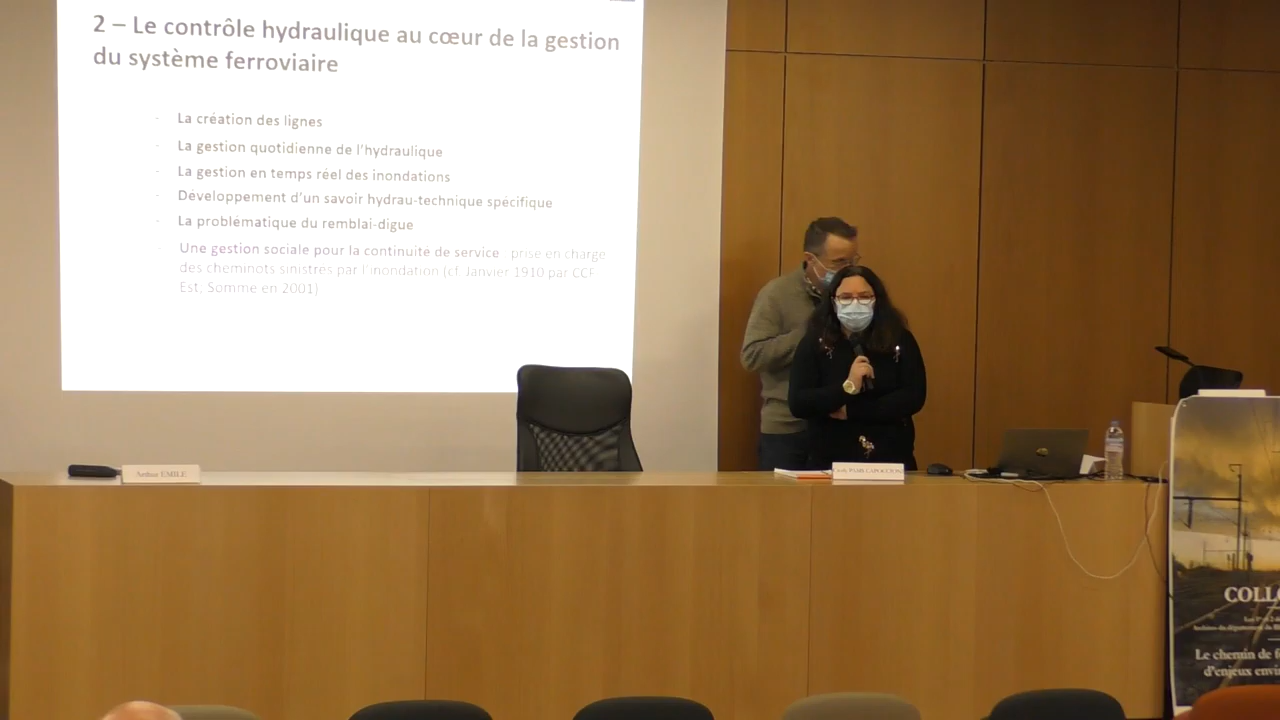 2 – Le contrôle hydraulique au cœur de la gestion
du système ferroviaire
- La création des lignes
- La gestion quotidienne de l'hydraulique
- La gestion en temps réel des inondations
- Développement d'un savoir hydrau-technique spécifique
- La problématique du remblai-digue
- Une gestion sociale pour la continuité de service prise en charge
des cheminots sinistrés par l'inondation (cf. Janvier 1910 par CCF
Est, Somme en 2001)
Arthur EMILE
COLLO
Le chemin de f
d'enjeux envir